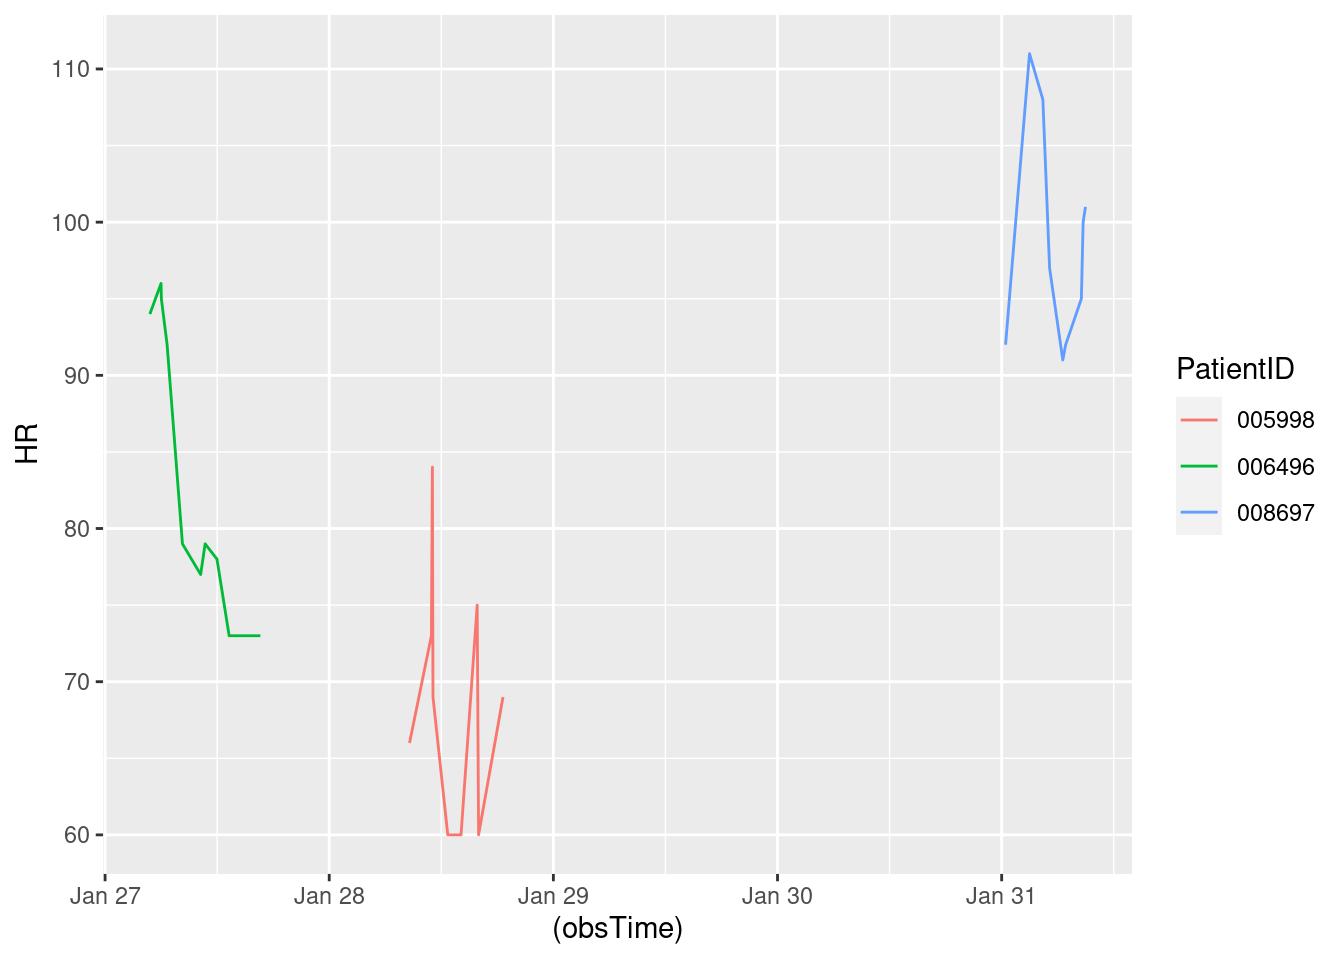 110
100
90
80
70
60
HR
Jan 27
Jan 28
Jan 29
Jan 30
Jan 31
(obsTime)
PatientID
005998
006496
008697